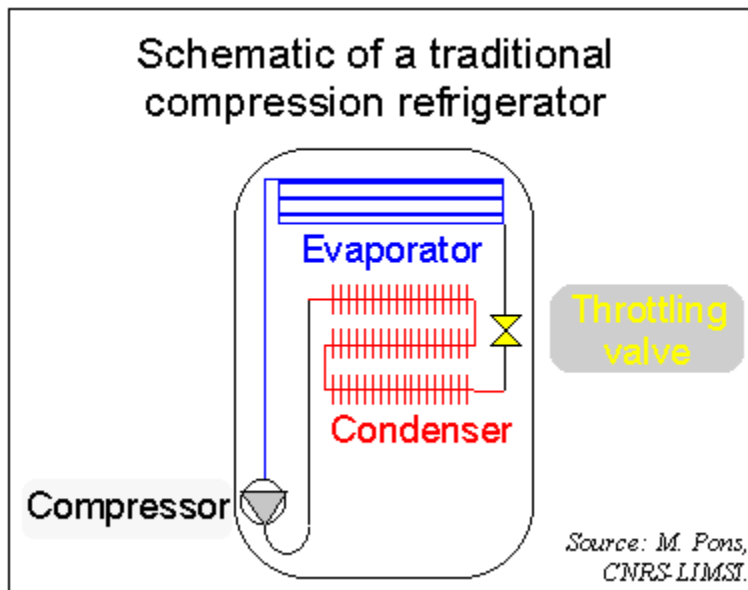 Schematic of a traditional
compression refrigerator
Evaporator
Throttling
valve
Condenser
Compressor
Source: M. Pons,
CNRS-LIMSI.